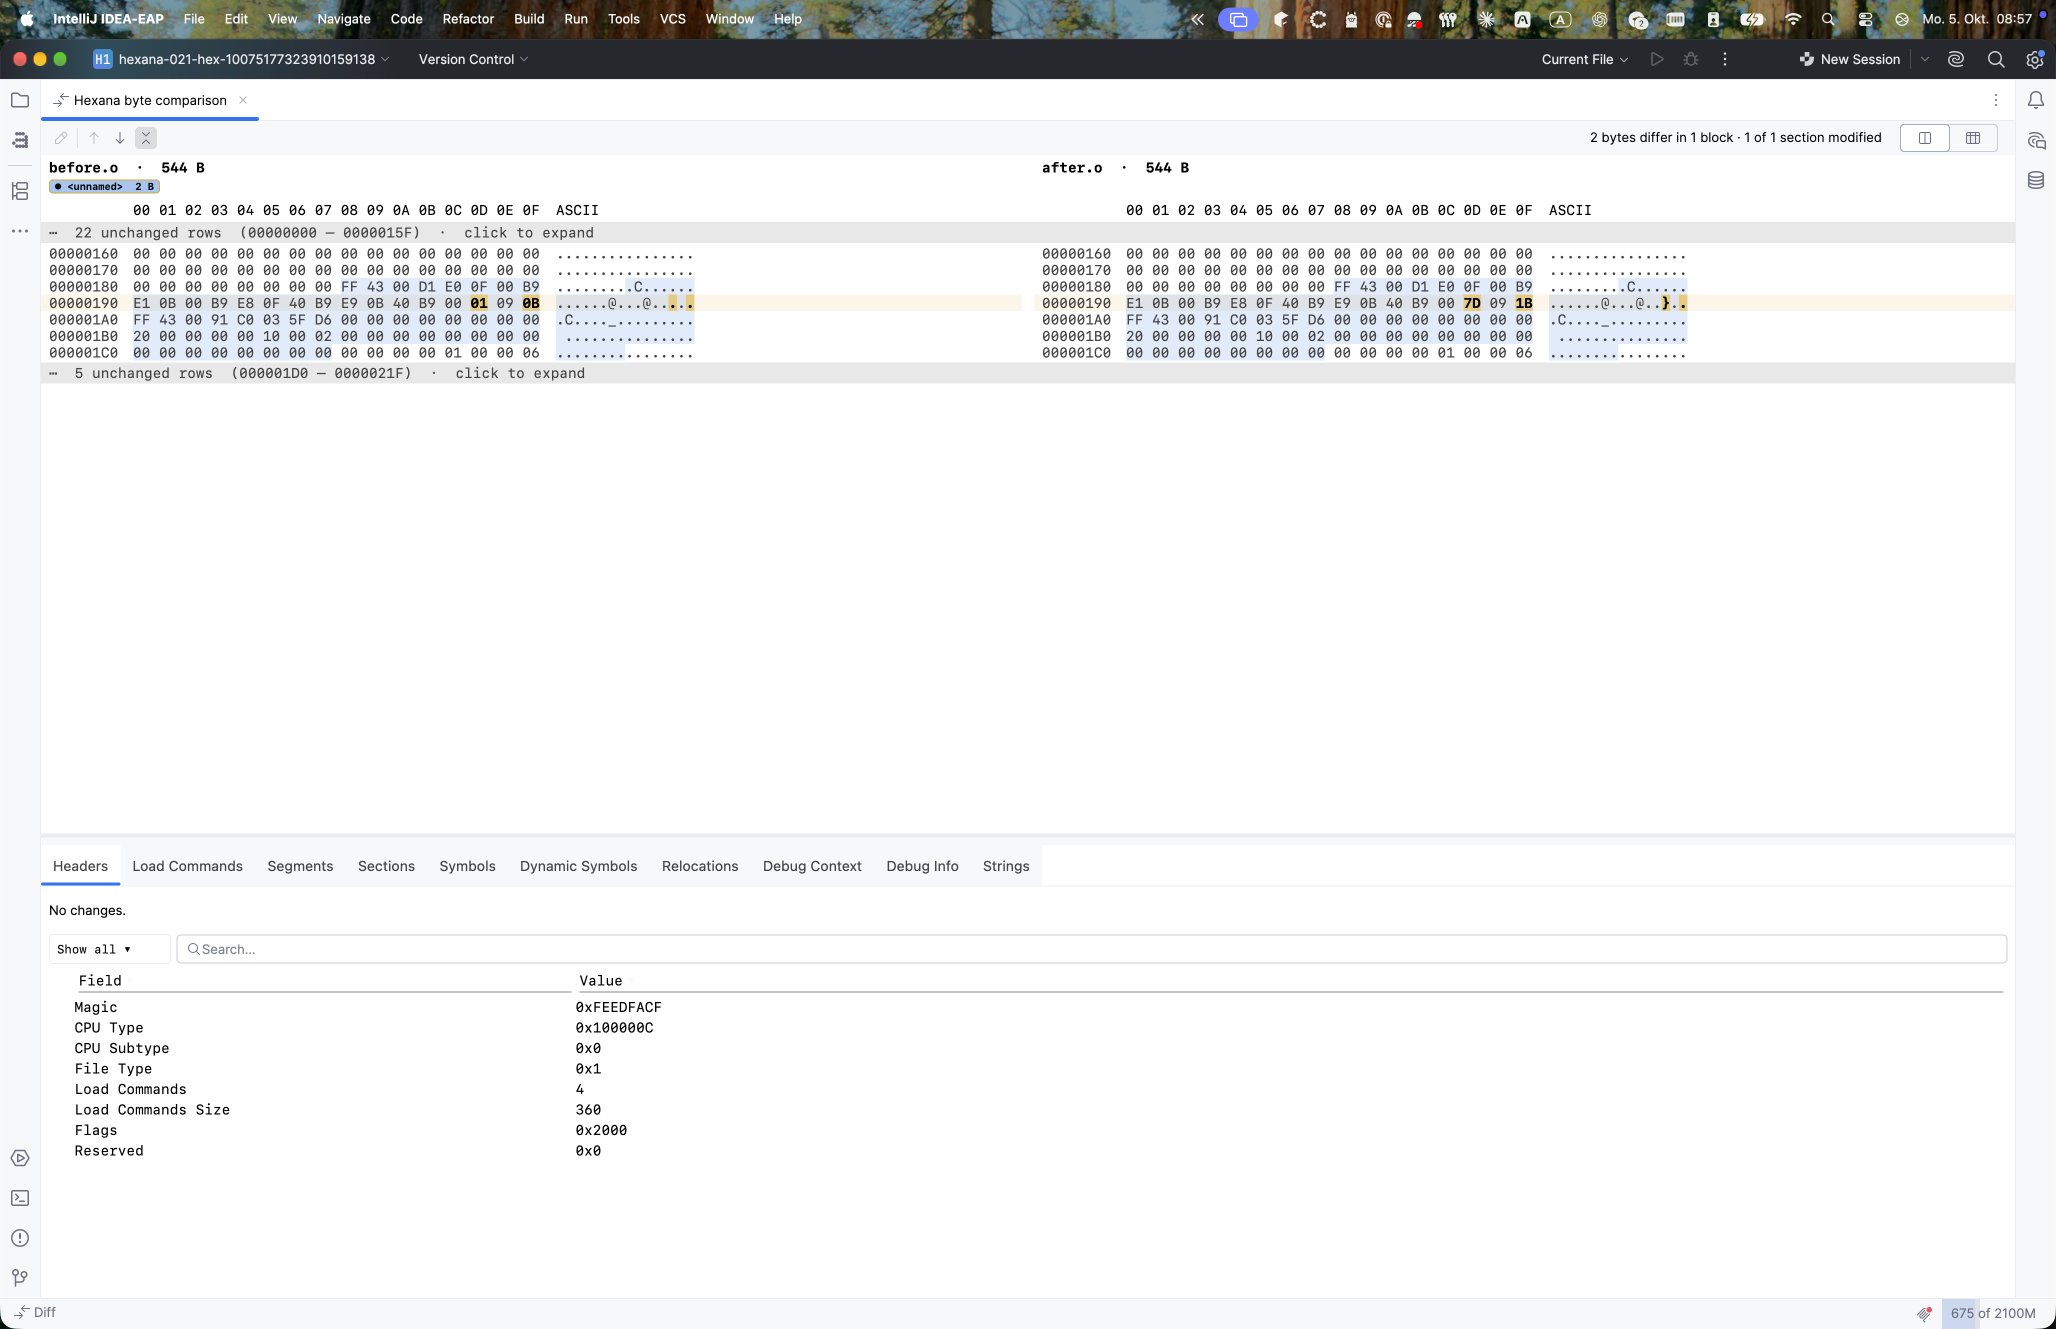 IntelliJ IDEA-EAP File Edit View Navigate Code Refactor Build Run Tools VCS Window Help Mo. 5. Okt. 08:57
H1 hexana-021-hex-10075177323910159138 Version Control Current File New Session
Hexana byte comparison
2 bytes differ in 1 block · 1 of 1 section modified
before.o · 544 B after.o · 544 B
<unnamed> 2 B
00 01 02 03 04 05 06 07 08 09 0A 0B 0C 0D 0E 0F ASCII 00 01 02 03 04 05 06 07 08 09 0A 0B 0C 0D 0E 0F ASCII
⋯ 22 unchanged rows (00000000 — 0000015F) · click to expand
00000160 00 00 00 00 00 00 00 00 00 00 00 00 00 00 00 00 ................ 00000160 00 00 00 00 00 00 00 00 00 00 00 00 00 00 00 00 ................
00000170 00 00 00 00 00 00 00 00 00 00 00 00 00 00 00 00 ................ 00000170 00 00 00 00 00 00 00 00 00 00 00 00 00 00 00 00 ................
00000180 00 00 00 00 00 00 00 00 FF 43 00 D1 E0 0F 00 B9 .........C...... 00000180 00 00 00 00 00 00 00 00 FF 43 00 D1 E0 0F 00 B9 .........C......
00000190 E1 0B 00 B9 E8 0F 40 B9 E9 0B 40 B9 00 01 09 0B ......@...@..... 00000190 E1 0B 00 B9 E8 0F 40 B9 E9 0B 40 B9 00 7D 09 1B ......@...@..}..
000001A0 FF 43 00 91 C0 03 5F D6 00 00 00 00 00 00 00 00 .C...._......... 000001A0 FF 43 00 91 C0 03 5F D6 00 00 00 00 00 00 00 00 .C...._.........
000001B0 20 00 00 00 00 10 00 02 00 00 00 00 00 00 00 00 ............... 000001B0 20 00 00 00 00 10 00 02 00 00 00 00 00 00 00 00 ...............
000001C0 00 00 00 00 00 00 00 00 00 00 00 00 01 00 00 06 ................ 000001C0 00 00 00 00 00 00 00 00 00 00 00 00 01 00 00 06 ................
⋯ 5 unchanged rows (000001D0 — 0000021F) · click to expand
Headers Load Commands Segments Sections Symbols Dynamic Symbols Relocations Debug Context Debug Info Strings
No changes.
Show all Search...
Field Value
Magic 0xFEEDFACF
CPU Type 0x100000C
CPU Subtype 0x0
File Type 0x1
Load Commands 4
Load Commands Size 360
Flags 0x2000
Reserved 0x0
Diff 675 of 2100M